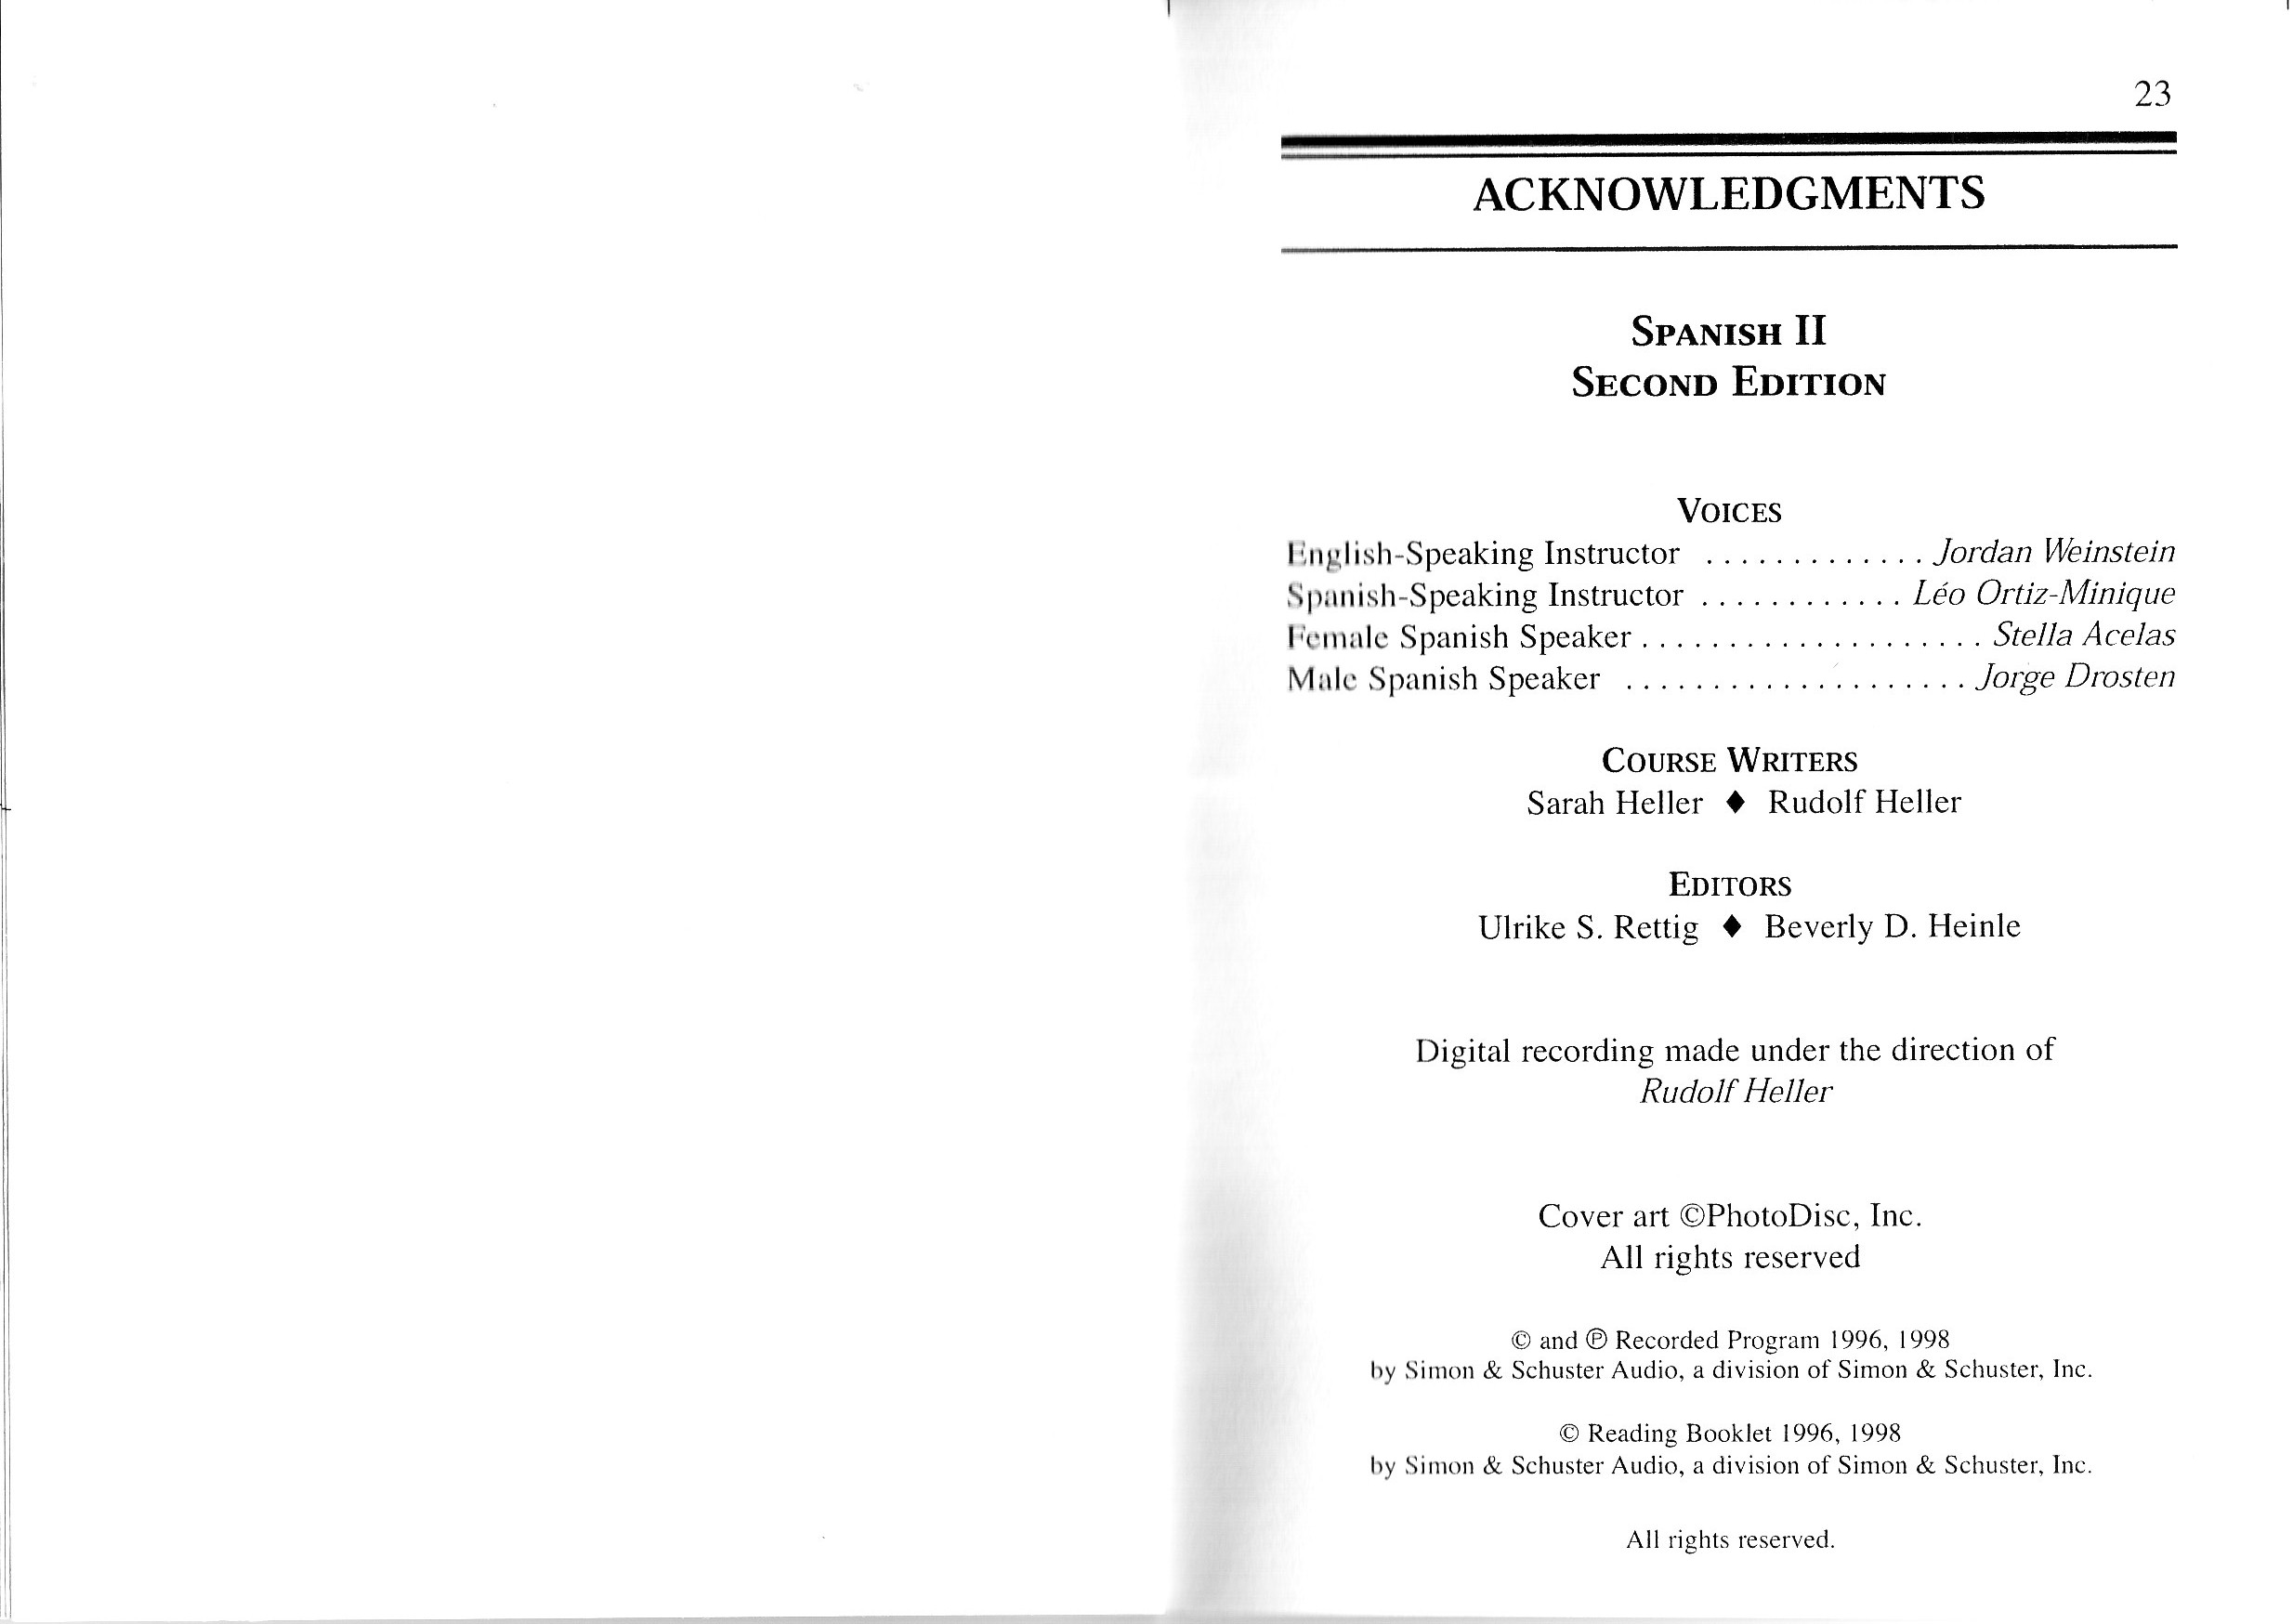 23
ACKNOWLEDGMENTS
SPANISH II
SECOND EDITION
VOICES
English-Speaking Instructor ............. Jordan Weinstein
Spanish-Speaking Instructor ............ Léo Ortiz-Minique
Female Spanish Speaker .................... Stella Acelas
Male Spanish Speaker .................... Jorge Drosten
COURSE WRITERS
Sarah Heller ♦ Rudolf Heller
EDITORS
Ulrike S. Rettig ♦ Beverly D. Heinle
Digital recording made under the direction of
Rudolf Heller
Cover art ©PhotoDisc, Inc.
All rights reserved
© and ℗ Recorded Program 1996, 1998
by Simon & Schuster Audio, a division of Simon & Schuster, Inc.
© Reading Booklet 1996, 1998
by Simon & Schuster Audio, a division of Simon & Schuster, Inc.
All rights reserved.